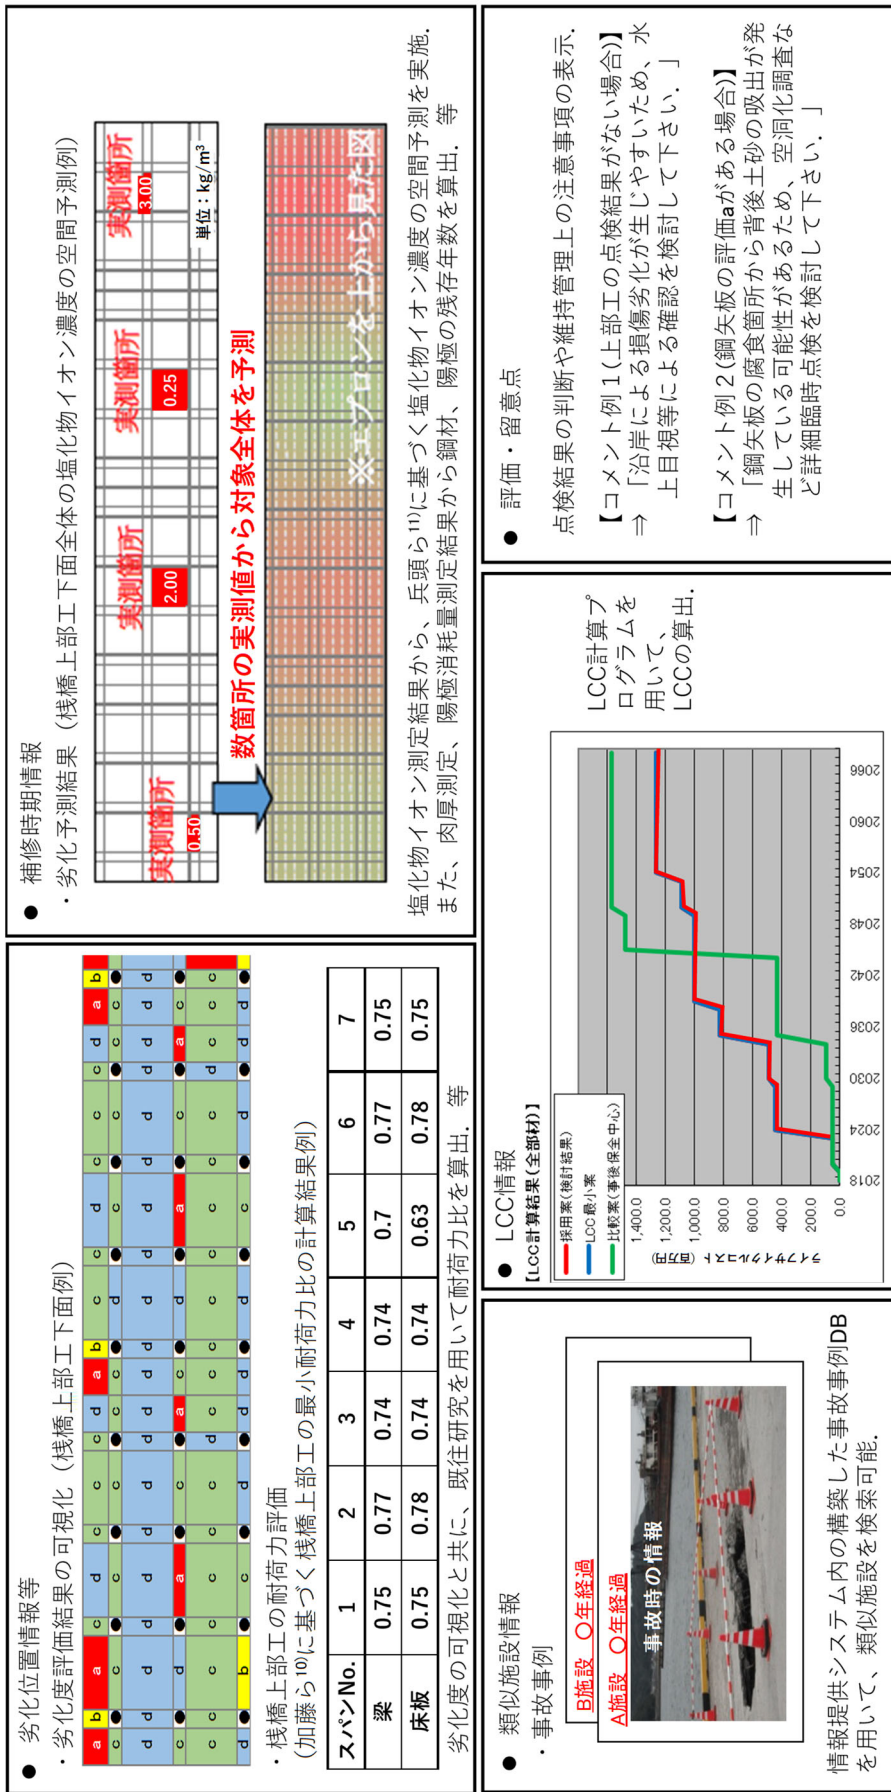 ● 劣化位置情報等
・劣化度評価結果の可視化（桟橋上部工下面例）
a b a c d c c c d a b c c d c c c d a b
c c c c c c d c c c c
d d d d d d d d d d d d d d d d d d d d
c d a c a c d a c a c
c c c c c c c d c c c c c c c c d c c c
d b c d d d d c d d d
・桟橋上部工の耐荷力評価
(加藤ら10)に基づく桟橋上部工の最小耐荷力比の計算結果例)
スパンNo. 1 2 3 4 5 6 7
梁 0.75 0.77 0.74 0.74 0.7 0.77 0.75
床板 0.75 0.78 0.74 0.74 0.63 0.78 0.75
劣化度の可視化と共に、既往研究を用いて耐荷力比を算出．等
● 補修時期情報
・劣化予測結果（桟橋上部工下面全体の塩化物イオン濃度の空間予測例）
実測箇所 実測箇所 実測箇所 実測箇所
0.50 2.00 0.25 3.00
単位：kg/m³
数箇所の実測値から対象全体を予測
※エプロンを上から見た図
塩化物イオン測定結果から、兵頭ら11)に基づく塩化物イオン濃度の空間予測を実施．
また、肉厚測定、陽極消耗量測定結果から鋼材、陽極の残存年数を算出．等
● 類似施設情報
・事故事例
B施設 〇年経過
A施設 〇年経過
事故時の情報
情報提供システム内の構築した事故事例DB
を用いて、類似施設を検索可能．
● LCC情報
【LCC計算結果(全部材)】
採用案(検討結果)
LCC最小案
比較案(事後保全中心)
ライフサイクルコスト（百万円）
1,400.0
1,200.0
1,000.0
800.0
600.0
400.0
200.0
0.0
2018 2024 2030 2036 2042 2048 2054 2060 2066
LCC計算プ
ログラムを
用いて、
LCCの算出．
● 評価・留意点
点検結果の判断や維持管理上の注意事項の表示．
【コメント例１(上部工の点検結果がない場合)】
⇒ 「沿岸による損傷劣化が生じやすいため、水
上目視等による確認を検討して下さい．」
【コメント例２(鋼矢板の評価aがある場合)】
⇒ 「鋼矢板の腐食箇所から背後土砂の吸出が発
生している可能性があるため、空洞化調査な
ど詳細臨時点検を検討して下さい．」